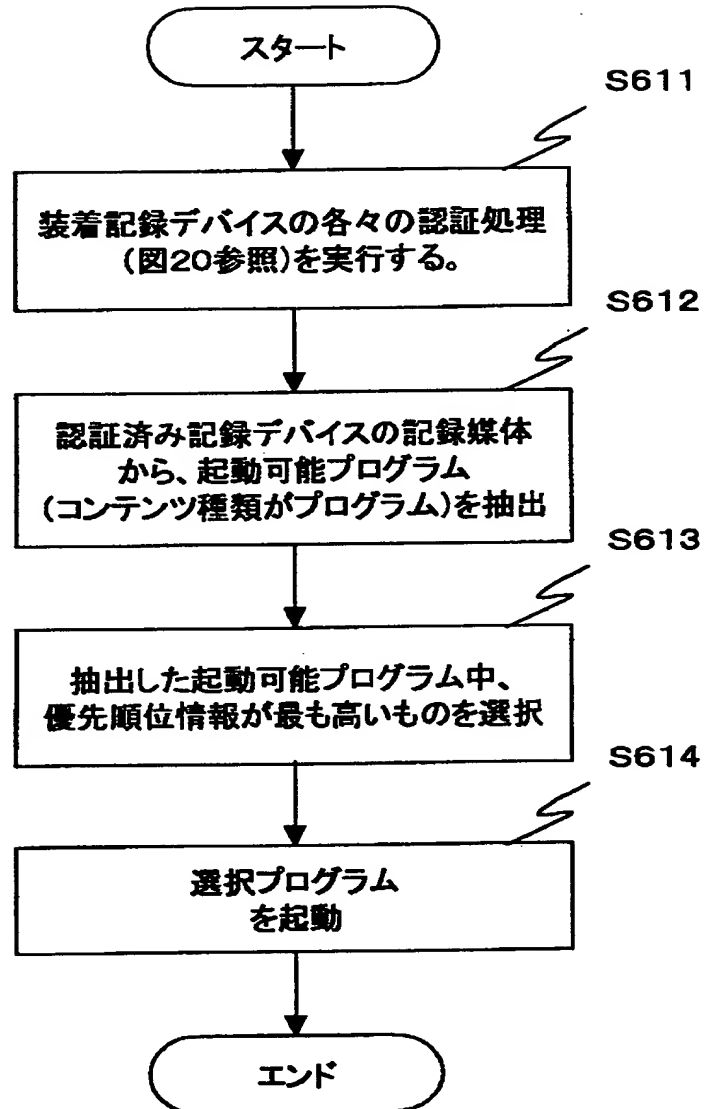 スタート
S611
装着記録デバイスの各々の認証処理
(図20参照)を実行する。
S612
認証済み記録デバイスの記録媒体
から、起動可能プログラム
(コンテンツ種類がプログラム)を抽出
S613
抽出した起動可能プログラム中、
優先順位情報が最も高いものを選択
S614
選択プログラム
を起動
エンド